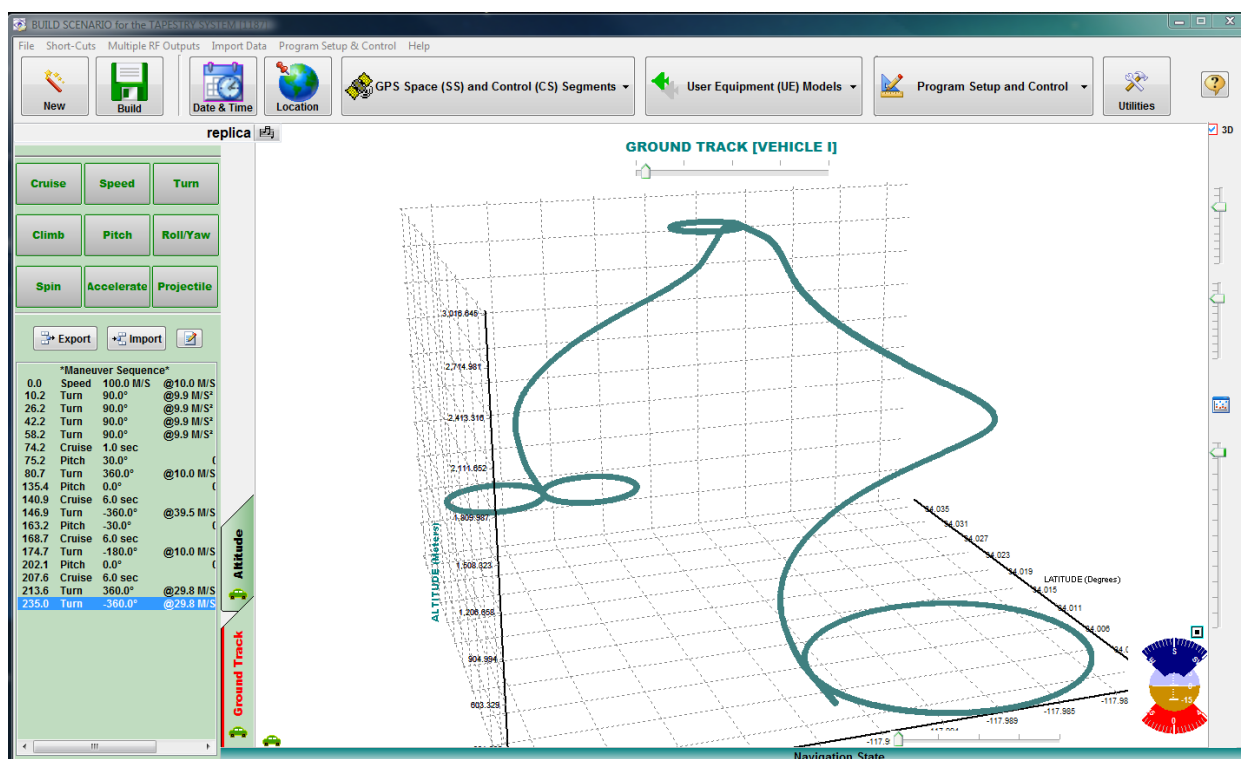 BUILD SCENARIO for the TAPESTRY SYSTEM (1187)
File Short-Cuts Multiple RF Outputs Import Data Program Setup & Control Help
New
Build
Date & Time
Location
GPS Space (SS) and Control (CS) Segments
User Equipment (UE) Models
Program Setup and Control
Utilities
replica
3D
GROUND TRACK [VEHICLE I]
Cruise Speed Turn
Climb Pitch Roll/Yaw
Spin Accelerate Projectile
Export Import
*Maneuver Sequence*
0.0 Speed 100.0 M/S @10.0 M/S
10.2 Turn 90.0° @9.9 M/S²
26.2 Turn 90.0° @9.9 M/S²
42.2 Turn 90.0° @9.9 M/S²
58.2 Turn 90.0° @9.9 M/S²
74.2 Cruise 1.0 sec
75.2 Pitch 30.0°
80.7 Turn 360.0° @10.0 M/S
135.4 Pitch 0.0°
140.9 Cruise 6.0 sec
146.9 Turn -360.0° @39.5 M/S
163.2 Pitch -30.0°
168.7 Cruise 6.0 sec
174.7 Turn -180.0° @10.0 M/S
202.1 Pitch 0.0°
207.6 Cruise 6.0 sec
213.6 Turn 360.0° @29.8 M/S
235.0 Turn -360.0° @29.8 M/S
Altitude
Ground Track
ALTITUDE (Meters)
3,016.645
2,714.981
2,413.316
2,111.652
1,809.987
1,508.323
1,206.658
904.994
603.329
34.035
34.031
34.027
34.023
34.019
34.015
34.011
34.006
LATITUDE (Degrees)
-117.98
-117.985
-117.989
-117.9
S
0
-15
0
Navigation State